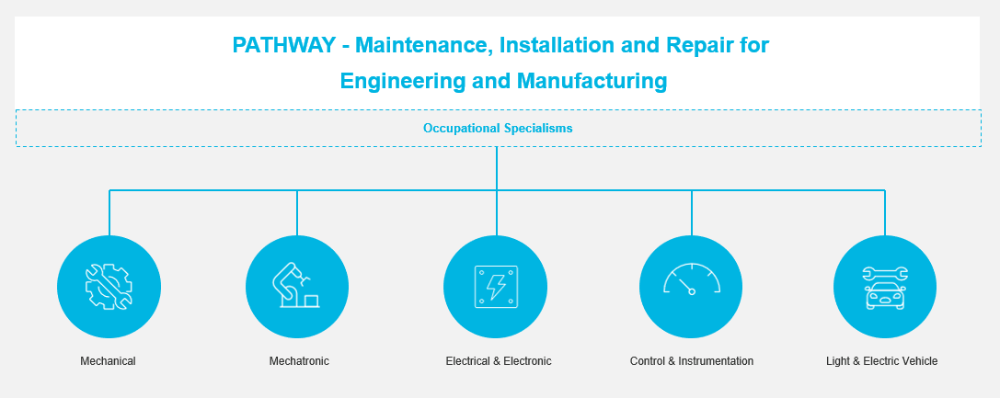 PATHWAY - Maintenance, Installation and Repair for
Engineering and Manufacturing
Occupational Specialisms
Mechanical
Mechatronic
Electrical & Electronic
Control & Instrumentation
Light & Electric Vehicle